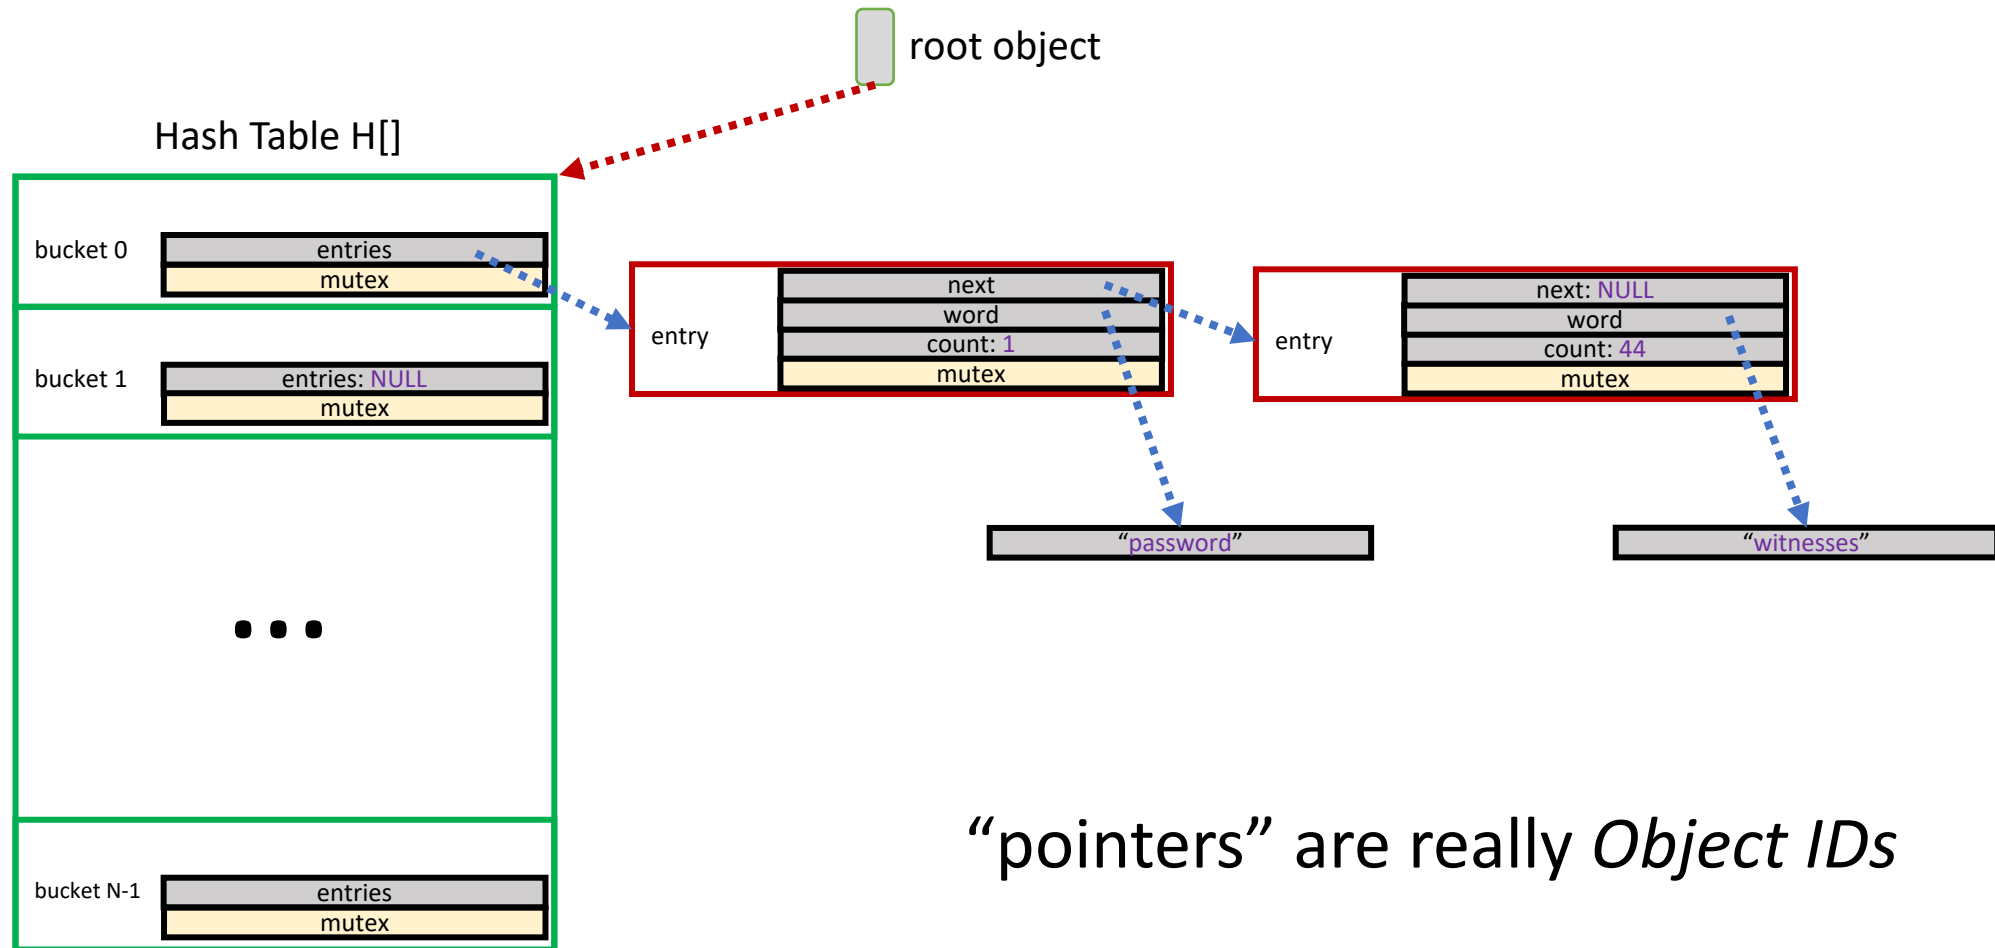 root object
Hash Table H[]
bucket 0
entries
mutex
bucket 1
entries: NULL
mutex
...
bucket N-1
entries
mutex
entry
next
word
count: 1
mutex
entry
next: NULL
word
count: 44
mutex
“password”
“witnesses”
“pointers” are really Object IDs